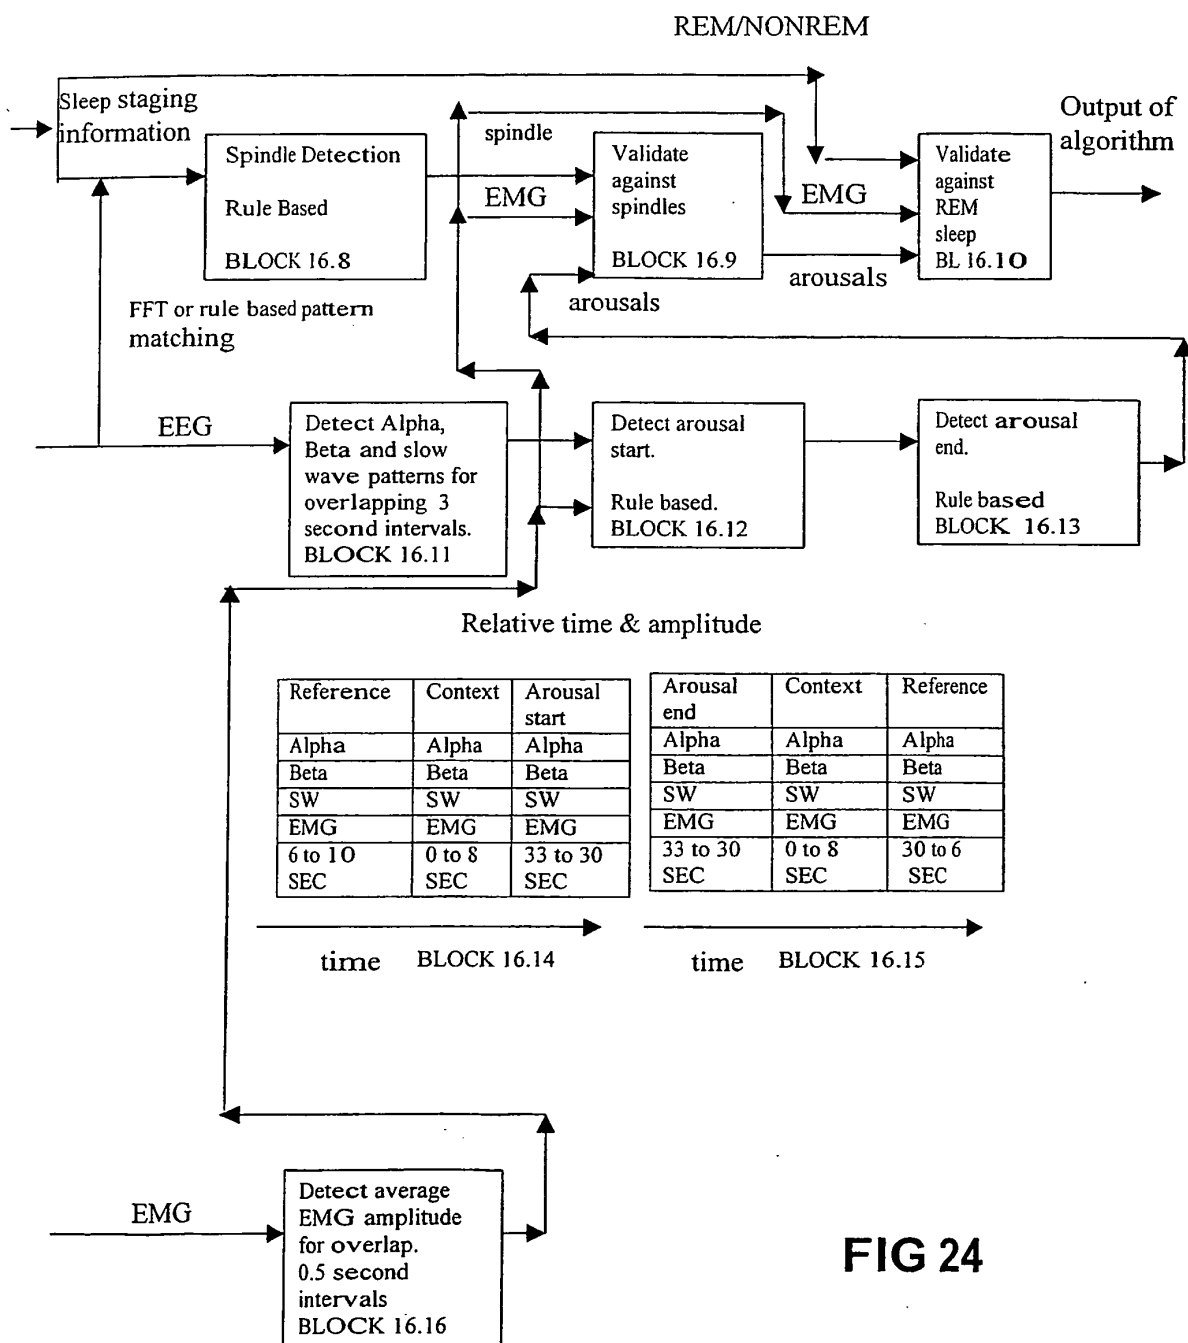 REM/NONREM
Sleep staging
information
Output of
algorithm
spindle
Spindle Detection
Rule Based
BLOCK 16.8
EMG
Validate
against
spindles
BLOCK 16.9
EMG
Validate
against
REM
sleep
BL 16.10
arousals
arousals
FFT or rule based pattern
matching
EEG
Detect Alpha,
Beta and slow
wave patterns for
overlapping 3
second intervals.
BLOCK 16.11
Detect arousal
start.
Rule based.
BLOCK 16.12
Detect arousal
end.
Rule based
BLOCK 16.13
Relative time & amplitude
Reference Context Arousal
start
Alpha Alpha Alpha
Beta Beta Beta
SW SW SW
EMG EMG EMG
6 to 10 0 to 8 33 to 30
SEC SEC SEC
time BLOCK 16.14
Arousal Context Reference
end
Alpha Alpha Alpha
Beta Beta Beta
SW SW SW
EMG EMG EMG
33 to 30 0 to 8 30 to 6
SEC SEC SEC
time BLOCK 16.15
EMG
Detect average
EMG amplitude
for overlap.
0.5 second
intervals
BLOCK 16.16
FIG 24